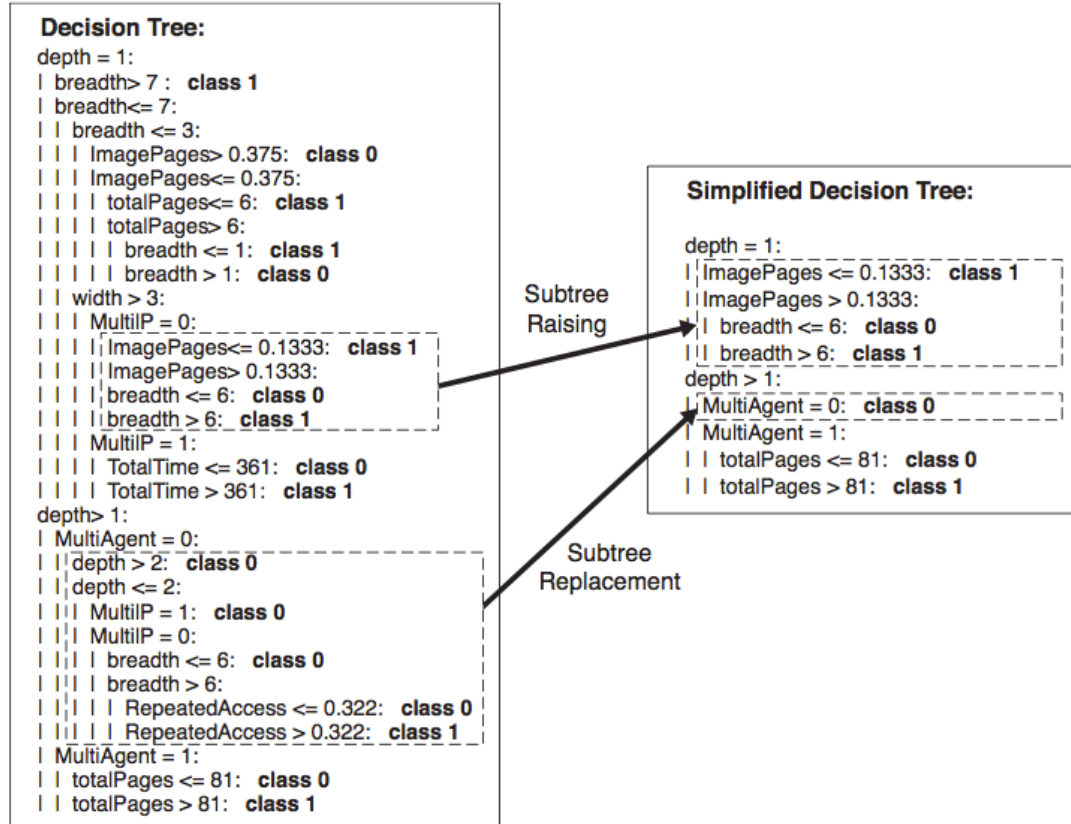 Decision Tree:
depth = 1:
| breadth> 7 : class 1
| breadth<= 7:
| | breadth <= 3:
| | | ImagePages> 0.375: class 0
| | | ImagePages<= 0.375:
| | | | totalPages<= 6: class 1
| | | | totalPages> 6:
| | | | | breadth <= 1: class 1
| | | | | breadth > 1: class 0
| | width > 3:
| | | MultiIP = 0:
| | | | ImagePages<= 0.1333: class 1
| | | | ImagePages> 0.1333:
| | | | breadth <= 6: class 0
| | | | breadth > 6: class 1
| | | MultiIP = 1:
| | | | TotalTime <= 361: class 0
| | | | TotalTime > 361: class 1
depth> 1:
| MultiAgent = 0:
| | depth > 2: class 0
| | depth <= 2:
| | | MultiIP = 1: class 0
| | | MultiIP = 0:
| | | | breadth <= 6: class 0
| | | | breadth > 6:
| | | | | RepeatedAccess <= 0.322: class 0
| | | | | RepeatedAccess > 0.322: class 1
| MultiAgent = 1:
| | totalPages <= 81: class 0
| | totalPages > 81: class 1
Subtree
Raising
Subtree
Replacement
Simplified Decision Tree:
depth = 1:
| ImagePages <= 0.1333: class 1
| ImagePages > 0.1333:
| | breadth <= 6: class 0
| | breadth > 6: class 1
depth > 1:
| MultiAgent = 0: class 0
| MultiAgent = 1:
| | totalPages <= 81: class 0
| | totalPages > 81: class 1